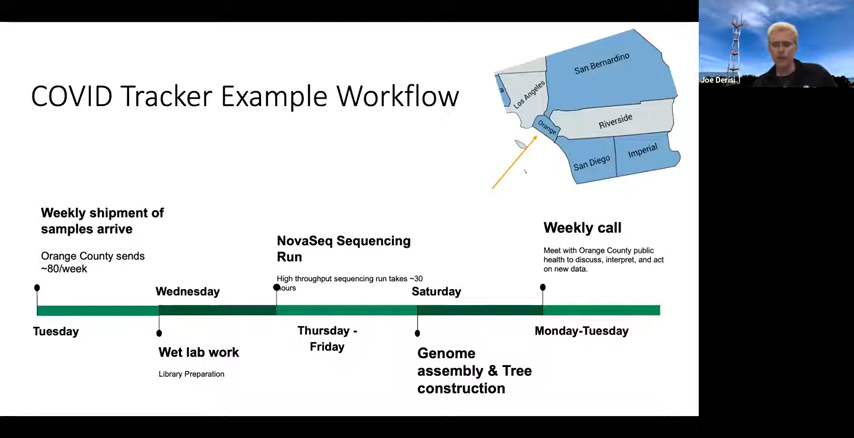 COVID Tracker Example Workflow
San Bernardino
Los Angeles
Orange
Riverside
San Diego
Imperial
Joe Derisi
Weekly shipment of
samples arrive
Orange County sends
~80/week
Tuesday
Wednesday
Wet lab work
Library Preparation
NovaSeq Sequencing
Run
High throughput sequencing run takes ~30
hours
Thursday -
Friday
Saturday
Genome
assembly & Tree
construction
Weekly call
Meet with Orange County public
health to discuss, interpret, and act
on new data.
Monday-Tuesday